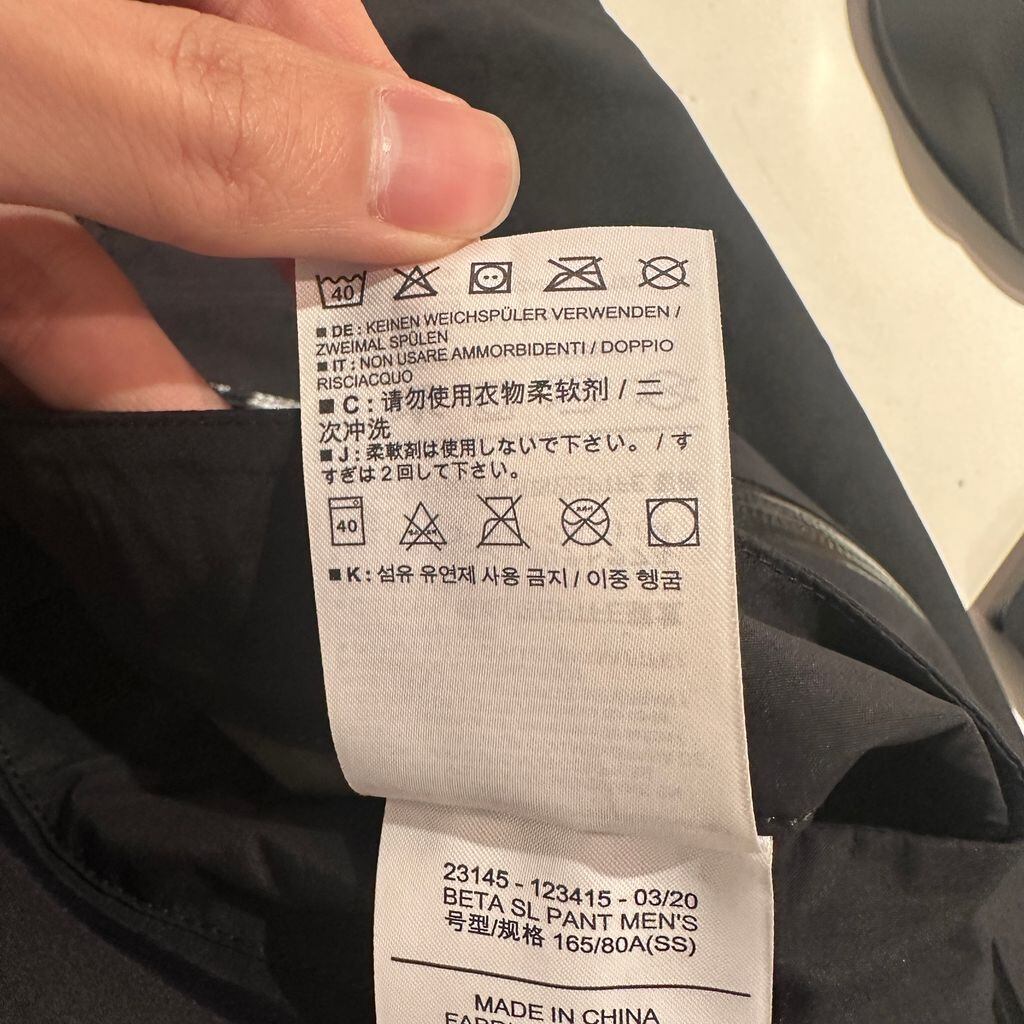 40
■ DE : KEINEN WEICHSPÜLER VERWENDEN /
ZWEIMAL SPÜLEN
■ IT : NON USARE AMMORBIDENTI / DOPPIO
RISCIACQUO
■ C : 请勿使用衣物柔软剂 / 二
次冲洗
■ J : 柔軟剤は使用しないで下さい。 / す
すぎは2回して下さい。
40
■ K : 섬유 유연제 사용 금지 / 이중 헹굼
23145 - 123415 - 03/20
BETA SL PANT MEN'S
号型/规格 165/80A(SS)
MADE IN CHINA